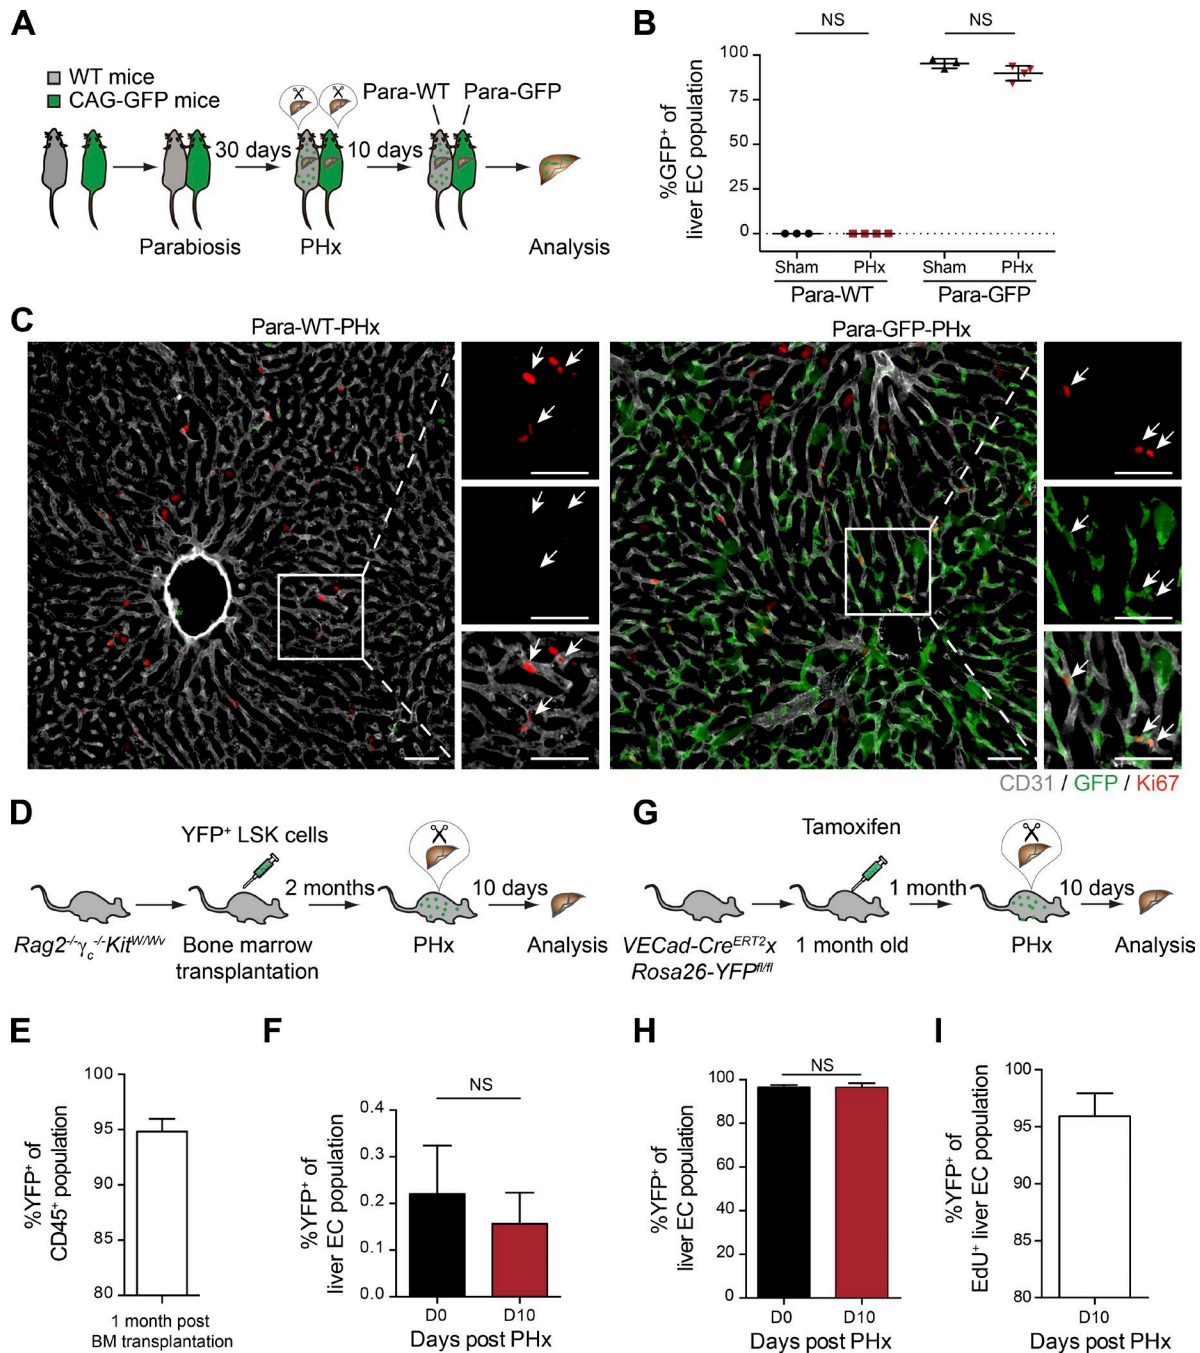 A
WT mice
CAG-GFP mice
Para-WT
Para-GFP
30 days
10 days
Parabiosis
PHx
Analysis
B
NS
NS
%GFP+ of
liver EC population
100
75
50
25
0
Sham
PHx
Sham
PHx
Para-WT
Para-GFP
C
Para-WT-PHx
Para-GFP-PHx
CD31 / GFP / Ki67
D
YFP+ LSK cells
2 months
10 days
Rag2-/-γc-/-KitW/Wv
Bone marrow
transplantation
PHx
Analysis
G
Tamoxifen
1 month
10 days
VECad-CreERT2x
Rosa26-YFPfl/fl
1 month old
PHx
Analysis
E
%YFP+ of
CD45+ population
100
95
90
85
80
1 month post
BM transplantation
F
NS
%YFP+ of
liver EC population
0.4
0.3
0.2
0.1
0.0
D0
D10
Days post PHx
H
NS
%YFP+ of
liver EC population
100
80
60
40
20
0
D0
D10
Days post PHx
I
%YFP+ of
EdU+ liver EC population
100
95
90
85
80
D10
Days post PHx